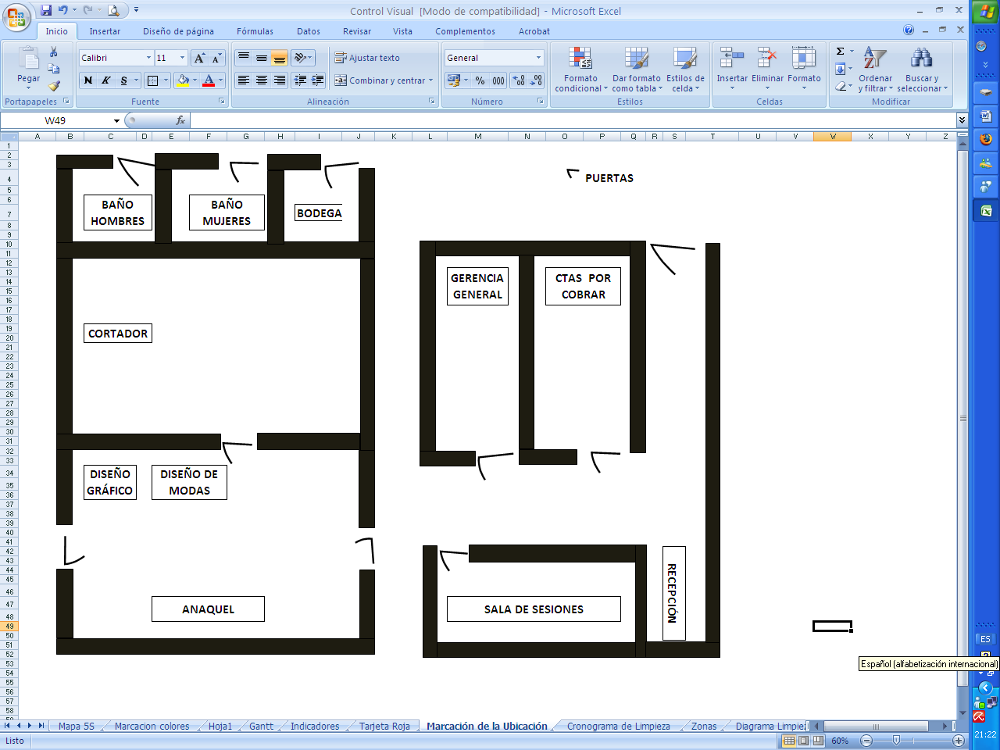 Control Visual  [Modo de compatibilidad] - Microsoft Excel
Inicio Insertar Diseño de página Fórmulas Datos Revisar Vista Complementos Acrobat
Pegar
Calibri 11
N K S
Ajustar texto
Combinar y centrar
General
% 000
Formato condicional
Dar formato como tabla
Estilos de celda
Insertar Eliminar Formato
Ordenar y filtrar
Buscar y seleccionar
Portapapeles Fuente Alineación Número Estilos Celdas Modificar
W49 fx
A B C D E F G H I J K L M N O P Q R S T U V W X Y Z
1
2
3
4
5
6
7
8
9
10
11
12
13
14
15
16
17
18
19
20
21
22
23
24
25
26
27
28
29
30
31
32
33
34
35
36
37
38
39
40
41
42
43
44
45
46
47
48
49
50
51
52
53
54
55
56
57
58
PUERTAS
BAÑO
HOMBRES
BAÑO
MUJERES
BODEGA
GERENCIA
GENERAL
CTAS  POR
COBRAR
CORTADOR
DISEÑO
GRÁFICO
DISEÑO DE
MODAS
ANAQUEL
SALA DE SESIONES
RECEPCIÓN
ES
Español (alfabetización internacional)
Mapa 5S Marcacion colores Hoja1 Gantt Indicadores Tarjeta Roja Marcación de la Ubicación Cronograma de Limpieza Zonas Diagrama Limpiez
Listo 60%
21:22